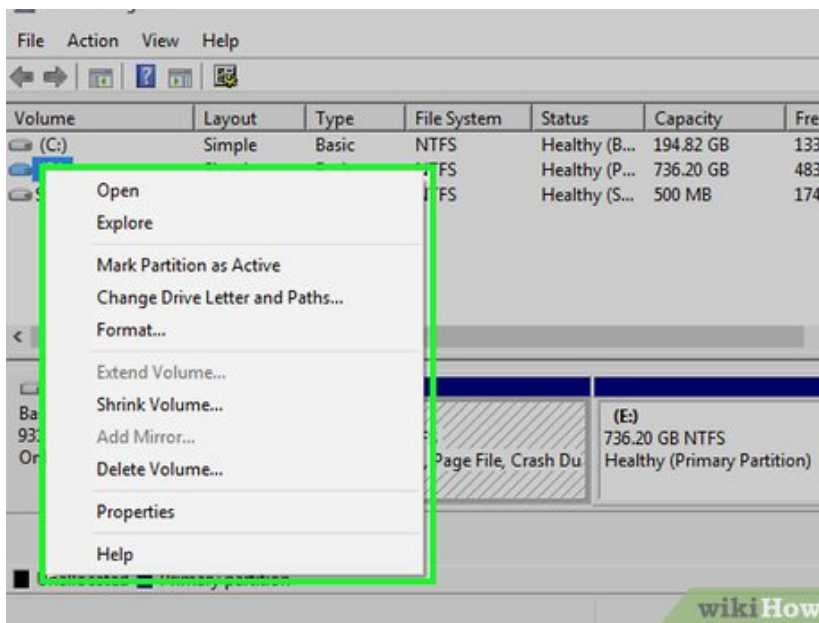 File Action View Help
Volume Layout Type File System Status Capacity Fre
(C:) Simple Basic NTFS Healthy (B... 194.82 GB 133
Healthy (P... 736.20 GB 483
Healthy (S... 500 MB 174
Open
Explore
Mark Partition as Active
Change Drive Letter and Paths...
Format...
Extend Volume...
Shrink Volume...
Add Mirror...
Delete Volume...
Properties
Help
Ba
93
On
Page File, Crash Du
(E:)
736.20 GB NTFS
Healthy (Primary Partition)
wikiHow